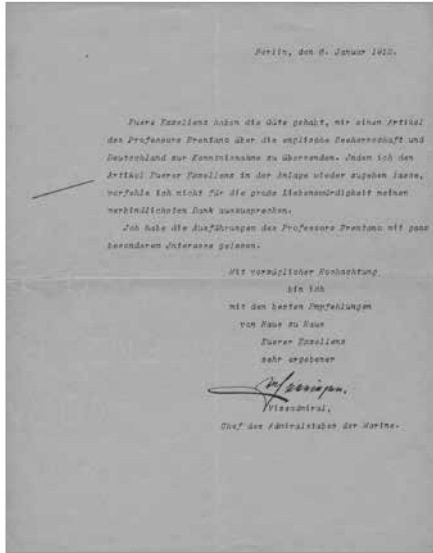 Berlin, den 6. Januar 1912.
Euere Exzellenz haben die Güte gehabt, mir einen Artikel
des Professors Brentano über die englische Seeherrschaft und
Deutschland zur Kenntnisnahme zu übersenden. Indem ich den
Artikel Euerer Exzellenz in der Anlage wieder zugehen lasse,
verfehle ich nicht für die große Liebenswürdigkeit meinen
verbindlichsten Dank auszusprechen.
Ich habe die Ausführungen des Professors Brentano mit ganz
besonderem Interesse gelesen.
Mit vorzüglicher Hochachtung
bin ich
mit den besten Empfehlungen
von Haus zu Haus
Euerer Exzellenz
sehr ergebener
Vizeadmiral,
Chef des Admiralstabes der Marine.